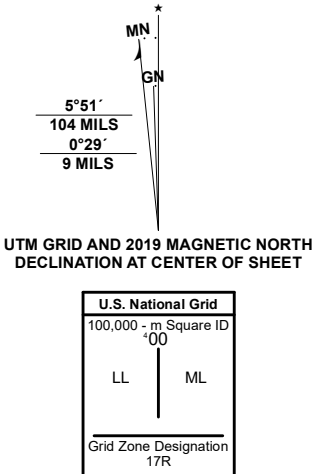 ★
MN
GN
5°51´
104 MILS
0°29´
9 MILS
UTM GRID AND 2019 MAGNETIC NORTH
DECLINATION AT CENTER OF SHEET
U.S. National Grid
100,000 - m Square ID
⁴00
LL ML
Grid Zone Designation
17R